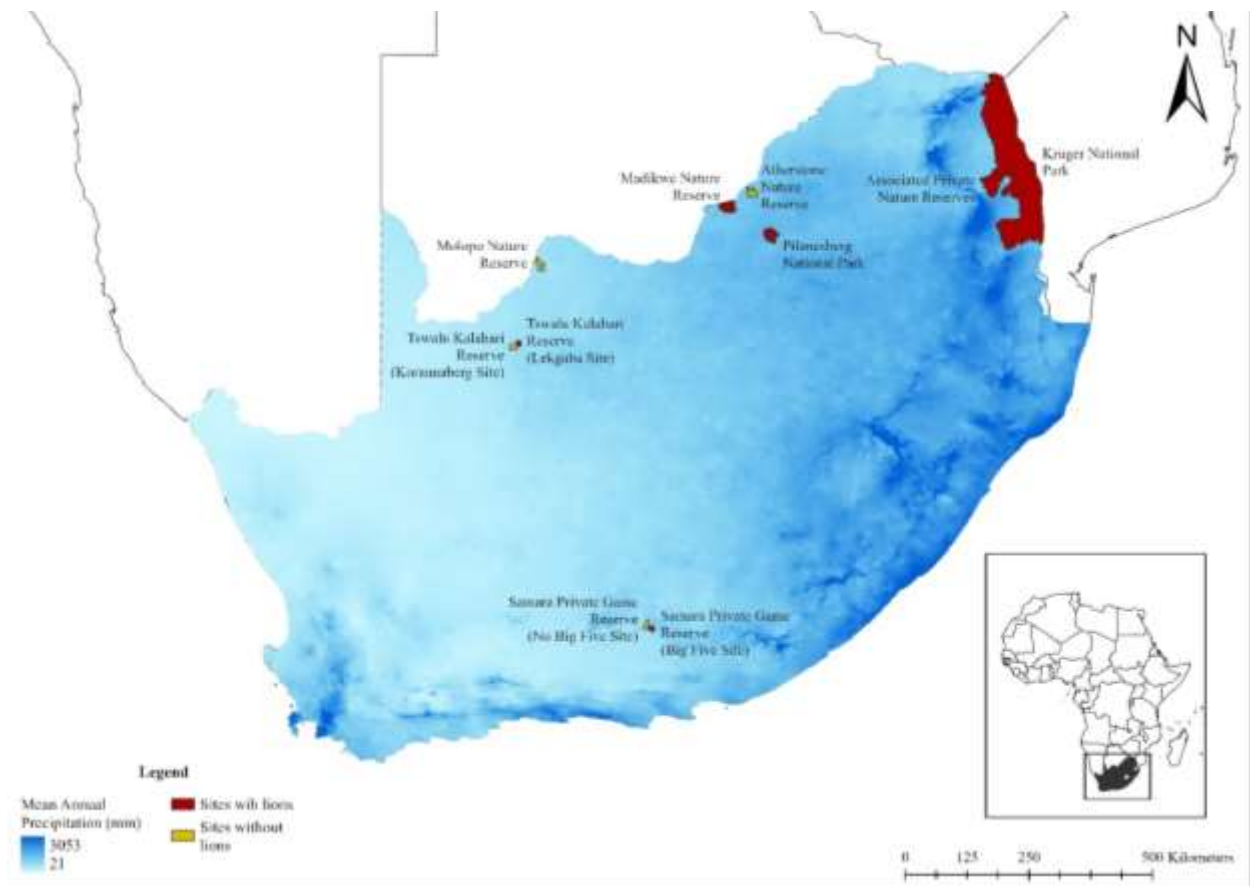 N
Kruger National
Park
Associated Private
Nature Reserves
Atherstone
Nature
Reserve
Madikwe Nature
Reserve
Pilanesberg
National Park
Molopo Nature
Reserve
Tswalu Kalahari
Reserve
(Lekgaba Site)
Tswalu Kalahari
Reserve
(Korannaberg Site)
Samara Private Game
Reserve
(No Big Five Site)
Samara Private Game
Reserve
(Big Five Site)
Legend
Mean Annual
Precipitation (mm)
3053
21
Sites wih lions
Sites without
lions
0 125 250 500 Kilometers